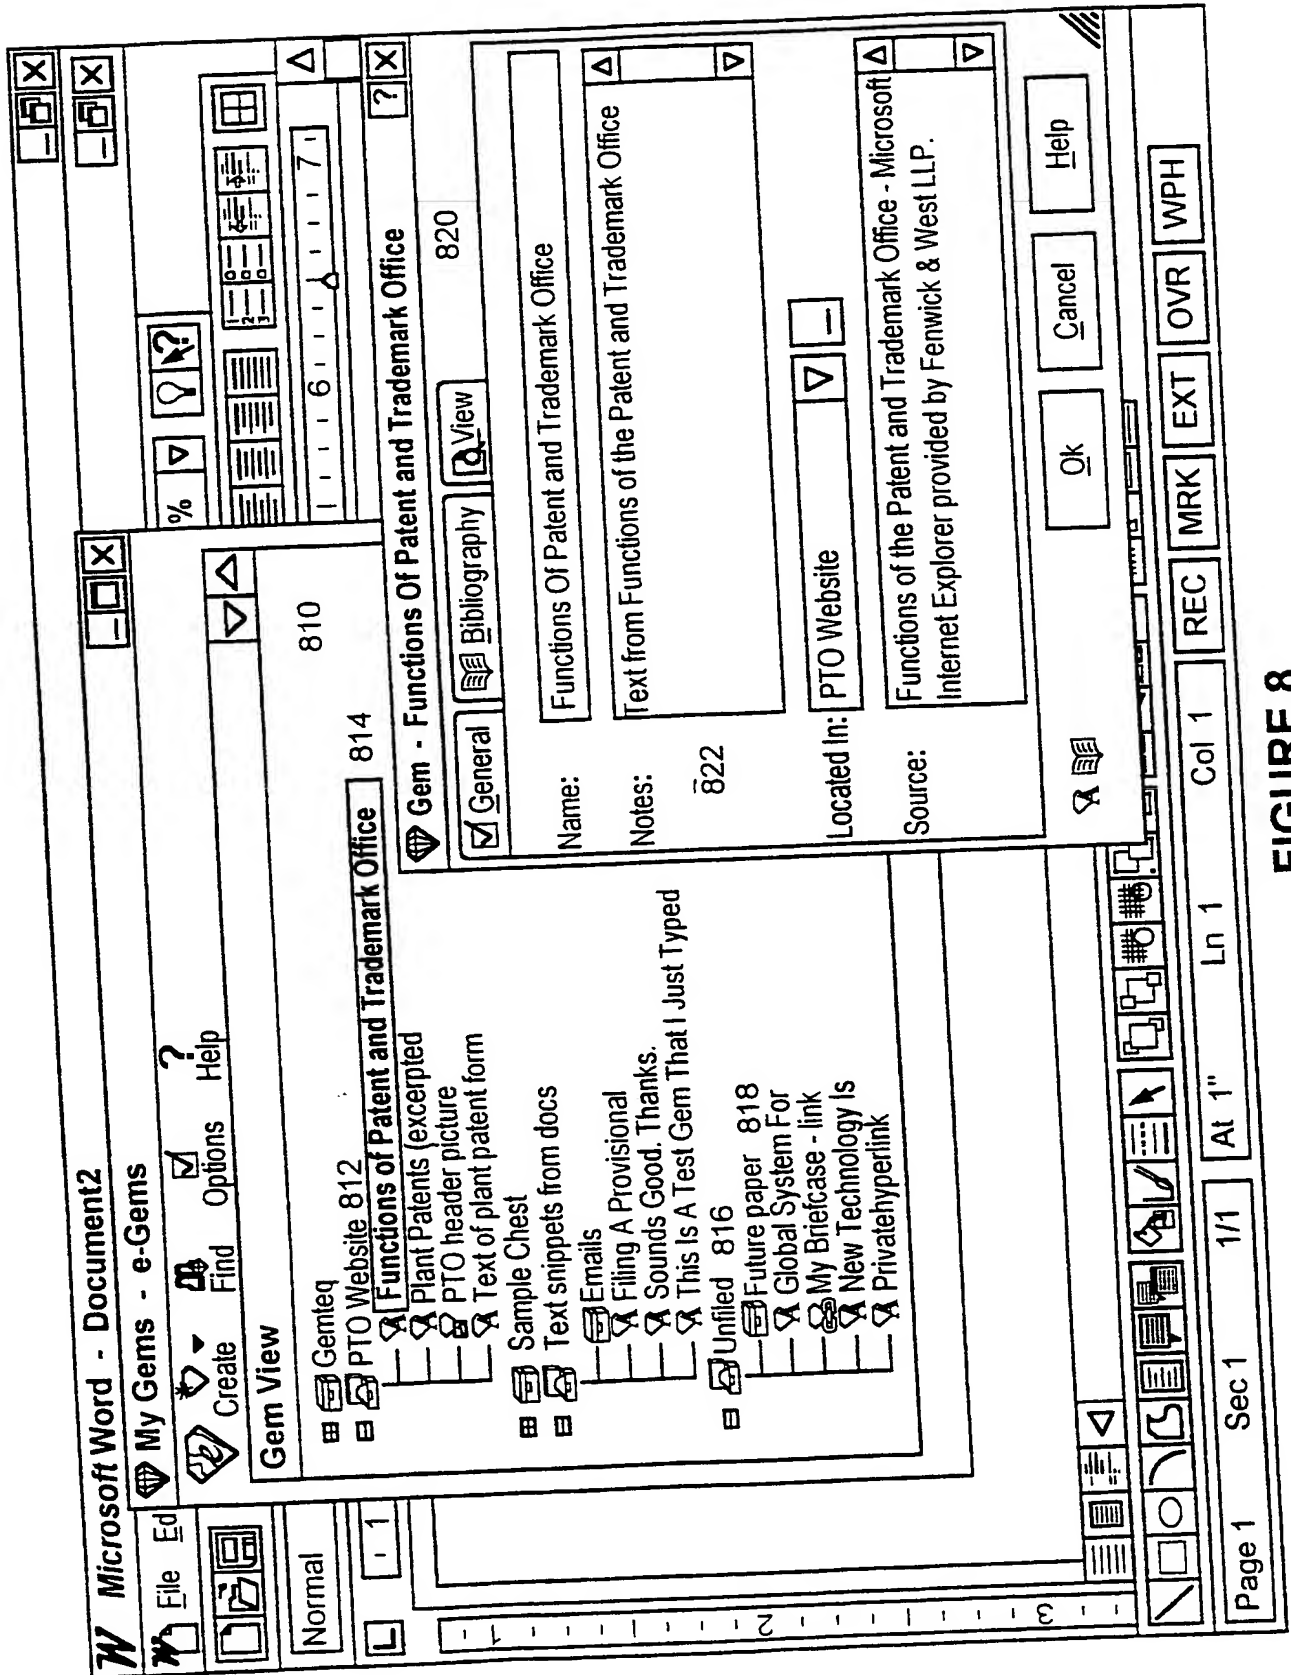 W Microsoft Word - Document2
My Gems - e-Gems
File Ed
Create Find Options Help
Gem View
810
Gemteq
PTO Website 812
Functions of Patent and Trademark Office 814
Plant Patents (excerpted
PTO header picture
Text of plant patent form
Sample Chest
Text snippets from docs
Emails
Filing A Provisional
Sounds Good. Thanks.
This Is A Test Gem That I Just Typed
Unfiled 816
Future paper 818
Global System For
My Briefcase - link
New Technology Is
Privatehyperlink
Normal
%
L
1
6 7
1
2
3
Gem - Functions Of Patent and Trademark Office
820
General Bibliography View
Name: Functions Of Patent and Trademark Office
Notes: Text from Functions of the Patent and Trademark Office
822
Located In: PTO Website
Source: Functions of the Patent and Trademark Office - Microsoft
Internet Explorer provided by Fenwick & West LLP.
Ok Cancel Help
Page 1 Sec 1 1/1 At 1" Ln 1 Col 1 REC MRK EXT OVR WPH
FIGURE 8